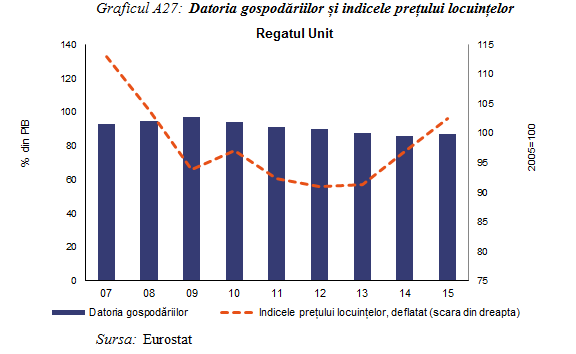 Graficul A27: Datoria gospodăriilor și indicele prețului locuințelor
Regatul Unit
140 115
120 110
100 105
80 100
60 95
40 90
20 85
0 80
75
% din PIB
2005=100
07 08 09 10 11 12 13 14 15
Datoria gospodăriilor Indicele prețului locuințelor, deflatat (scara din dreapta)
Sursa: Eurostat